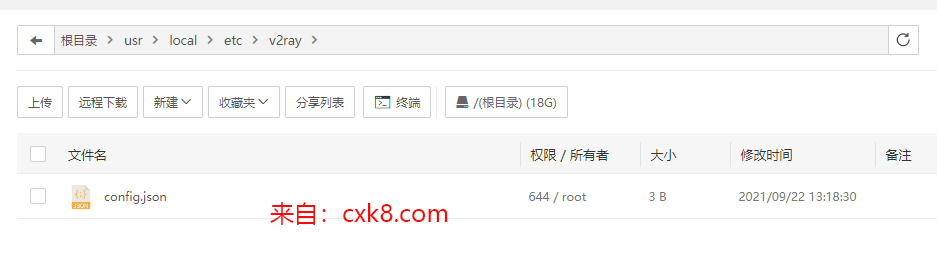 根目录 usr local etc v2ray
上传 远程下载 新建 收藏夹 分享列表 终端 /(根目录) (18G)
文件名 权限 / 所有者 大小 修改时间 备注
JSON config.json 644 / root 3 B 2021/09/22 13:18:30
来自：cxk8.com